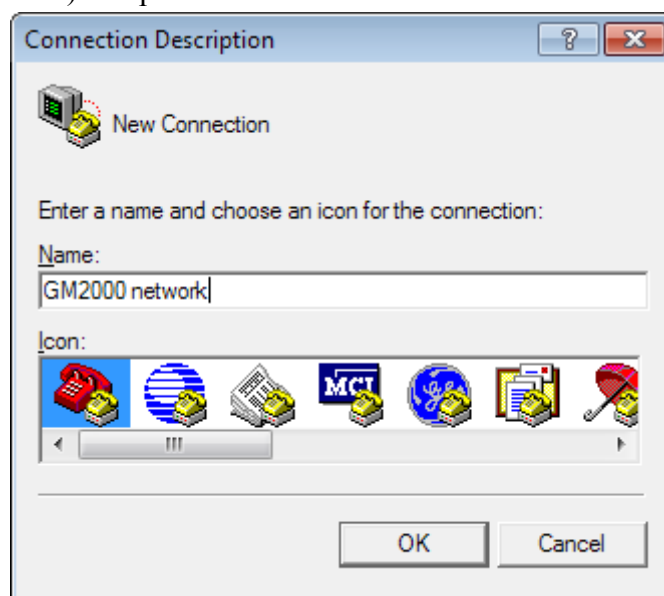 Connection Description
New Connection
Enter a name and choose an icon for the connection:
Name:
GM2000 network
Icon:
MCI
OK
Cancel